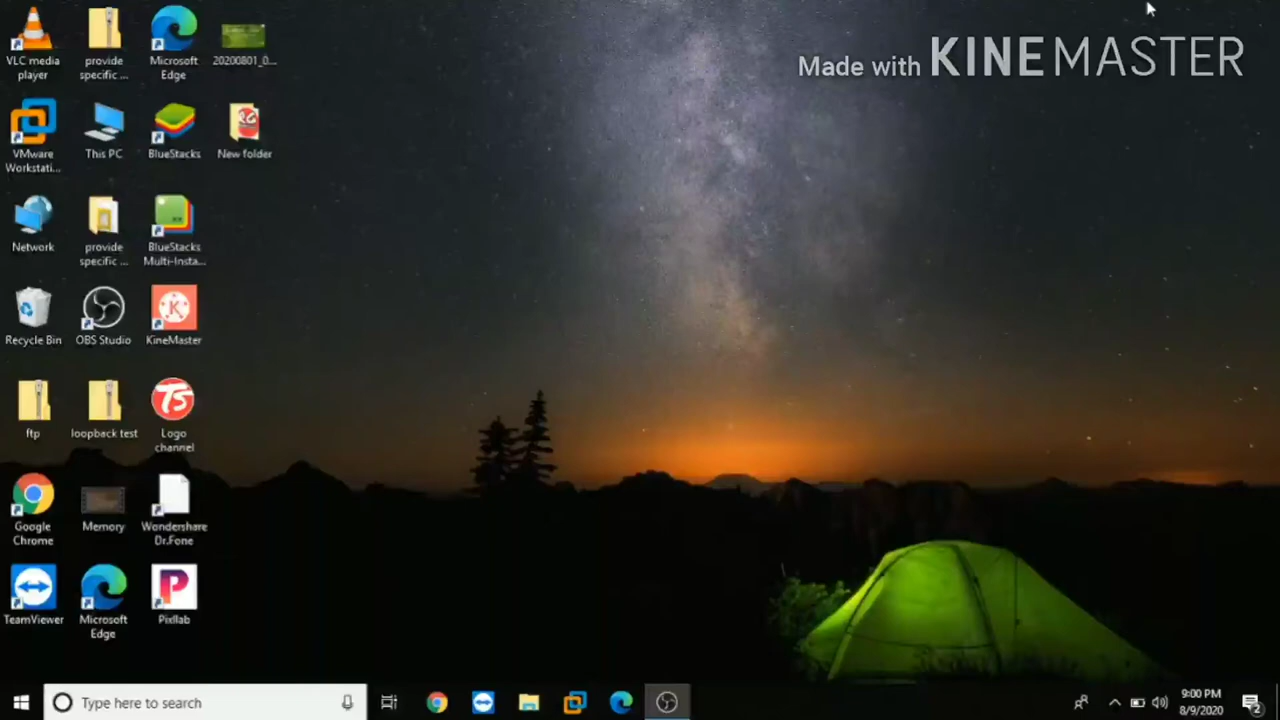 Made with KINEMASTER
VLC media
player
provide
specific ...
Microsoft
Edge
20200801_0...
VMware
Workstati...
This PC
BlueStacks
New folder
Network
provide
specific ...
BlueStacks
Multi-Insta...
Recycle Bin
OBS Studio
K
KineMaster
ftp
loopback test
TS
Logo
channel
Google
Chrome
Memory
Wondershare
Dr.Fone
TeamViewer
Microsoft
Edge
P
Pixllab
Type here to search
9:00 PM
8/9/2020
2